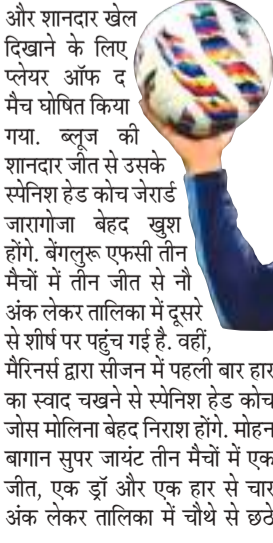 और शानदार खेल
दिखाने के लिए
प्लेयर ऑफ द
मैच घोषित किया
गया. ब्लूज की
शानदार जीत से उसके
स्पेनिश हेड कोच जेरार्ड
जारागोजा बेहद खुश
होंगे. बेंगलुरू एफसी तीन
मैचों में तीन जीत से नौ
अंक लेकर तालिका में दूसरे
से शीर्ष पर पहुंच गई है. वहीं,
मैरिनर्स द्वारा सीजन में पहली बार हार
का स्वाद चखने से स्पेनिश हेड कोच
जोस मोलिना बेहद निराश होंगे. मोहन
बागान सुपर जायंट तीन मैचों में एक
जीत, एक ड्रॉ और एक हार से चार
अंक लेकर तालिका में चौथे से छठे